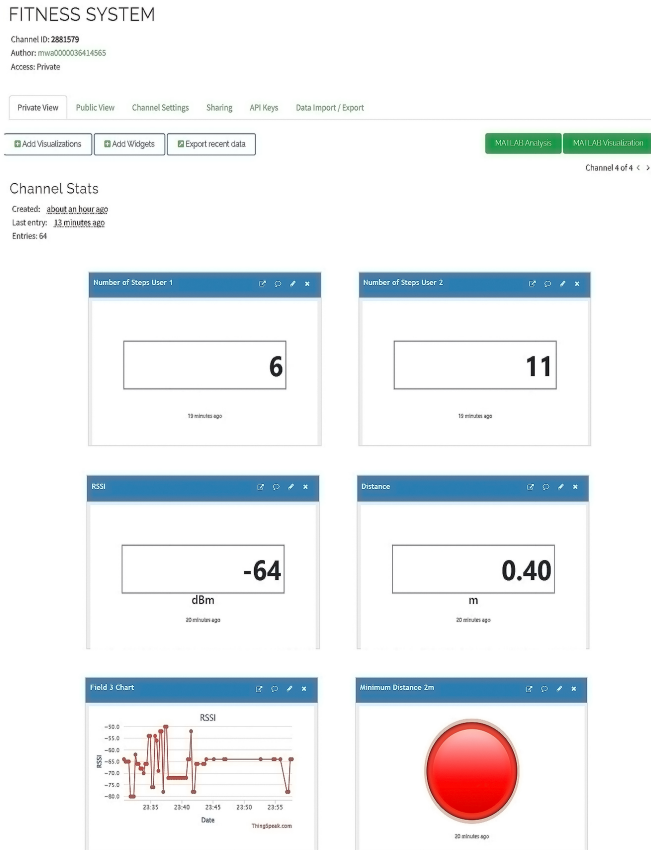 FITNESS SYSTEM
Channel ID: 2881579
Author: mwa0000036414565
Access: Private
Private View Public View Channel Settings Sharing API Keys Data Import / Export
Add Visualizations Add Widgets Export recent data MATLAB Analysis MATLAB Visualization
Channel 4 of 4 < >
Channel Stats
Created: about an hour ago
Last entry: 13 minutes ago
Entries: 64
Number of Steps User 1 Number of Steps User 2
6 11
19 minutes ago 19 minutes ago
RSSI Distance
-64 0.40
dBm m
20 minutes ago 20 minutes ago
Field 3 Chart Minimum Distance 2m
RSSI
-50.0
-55.0
-60.0
-65.0
-70.0
-75.0
-80.0
RSSI
23:35 23:40 23:45 23:50 23:55
Date
ThingSpeak.com
20 minutes ago